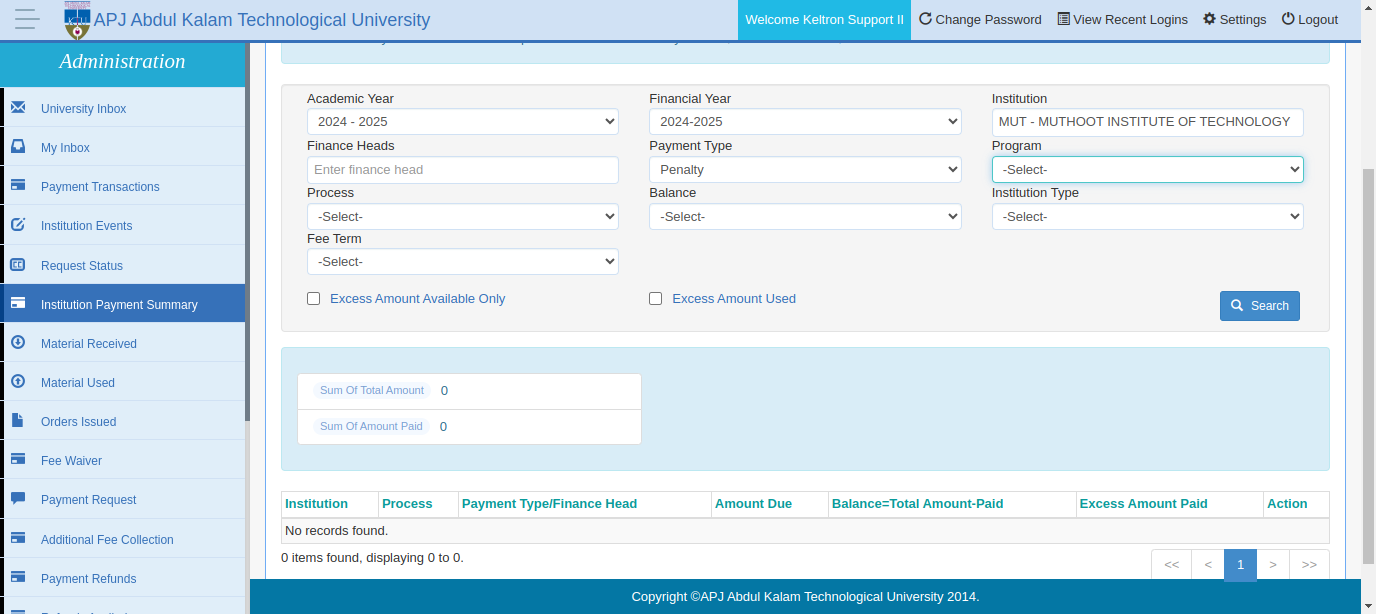 APJ Abdul Kalam Technological University
Welcome Keltron Support II Change Password View Recent Logins Settings Logout
Administration
University Inbox
My Inbox
Payment Transactions
Institution Events
Request Status
Institution Payment Summary
Material Received
Material Used
Orders Issued
Fee Waiver
Payment Request
Additional Fee Collection
Payment Refunds
Academic Year Financial Year Institution
2024 - 2025 2024-2025 MUT - MUTHOOT INSTITUTE OF TECHNOLOGY
Finance Heads Payment Type Program
Enter finance head Penalty -Select-
Process Balance Institution Type
-Select- -Select- -Select-
Fee Term
-Select-
Excess Amount Available Only Excess Amount Used
Search
Sum Of Total Amount 0
Sum Of Amount Paid 0
Institution Process Payment Type/Finance Head Amount Due Balance=Total Amount-Paid Excess Amount Paid Action
No records found.
0 items found, displaying 0 to 0.
<< < 1 > >>
Copyright ©APJ Abdul Kalam Technological University 2014.